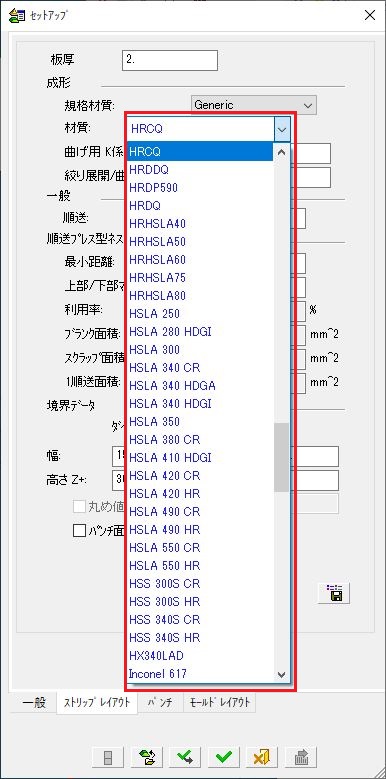 セットアップ
板厚 2.
成形
規格材質: Generic
材質: HRCQ
曲げ用 K係
絞り展開/曲
一般
順送:
順送プレス型ネス
最小距離:
上部/下部マ
利用率: %
ブランク面積: mm^2
スクラップ面積 mm^2
1順送面積: mm^2
境界データ
幅:
高さ Z+:
丸め値
パンチ面
HRCQ
HRDDQ
HRDP590
HRDQ
HRHSLA40
HRHSLA50
HRHSLA60
HRHSLA75
HRHSLA80
HSLA 250
HSLA 280 HDGI
HSLA 300
HSLA 340 CR
HSLA 340 HDGA
HSLA 340 HDGI
HSLA 350
HSLA 380 CR
HSLA 410 HDGI
HSLA 420 CR
HSLA 420 HR
HSLA 490 CR
HSLA 490 HR
HSLA 550 CR
HSLA 550 HR
HSS 300S CR
HSS 300S HR
HSS 340S CR
HSS 340S HR
HX340LAD
Inconel 617
一般 ストリップレイアウト パンチ モールドレイアウト